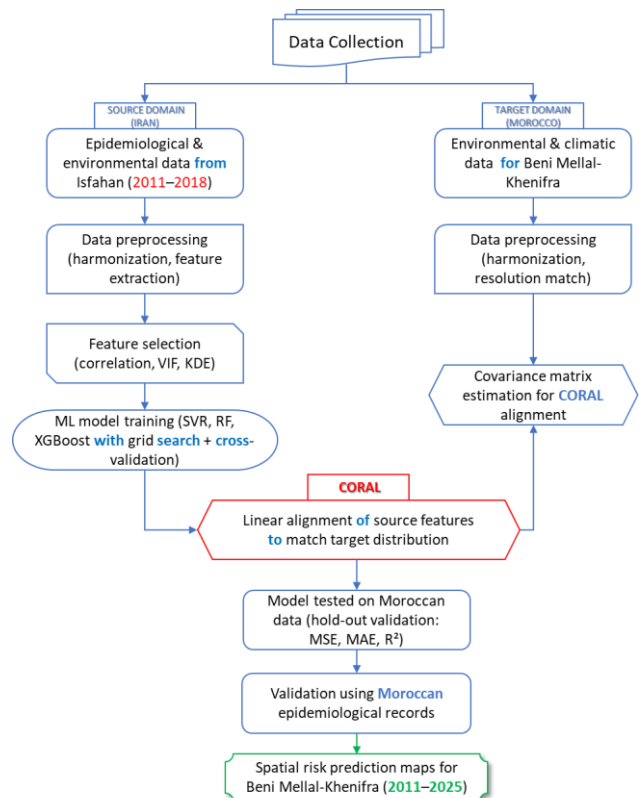 Data Collection
SOURCE DOMAIN
(IRAN)
Epidemiological &
environmental data from
Isfahan (2011–2018)
Data preprocessing
(harmonization, feature
extraction)
Feature selection
(correlation, VIF, KDE)
ML model training (SVR, RF,
XGBoost with grid search + cross-
validation)
TARGET DOMAIN
(MOROCCO)
Environmental & climatic
data for Beni Mellal-
Khenifra
Data preprocessing
(harmonization,
resolution match)
Covariance matrix
estimation for CORAL
alignment
CORAL
Linear alignment of source features
to match target distribution
Model tested on Moroccan
data (hold-out validation:
MSE, MAE, R²)
Validation using Moroccan
epidemiological records
Spatial risk prediction maps for
Beni Mellal-Khenifra (2011–2025)